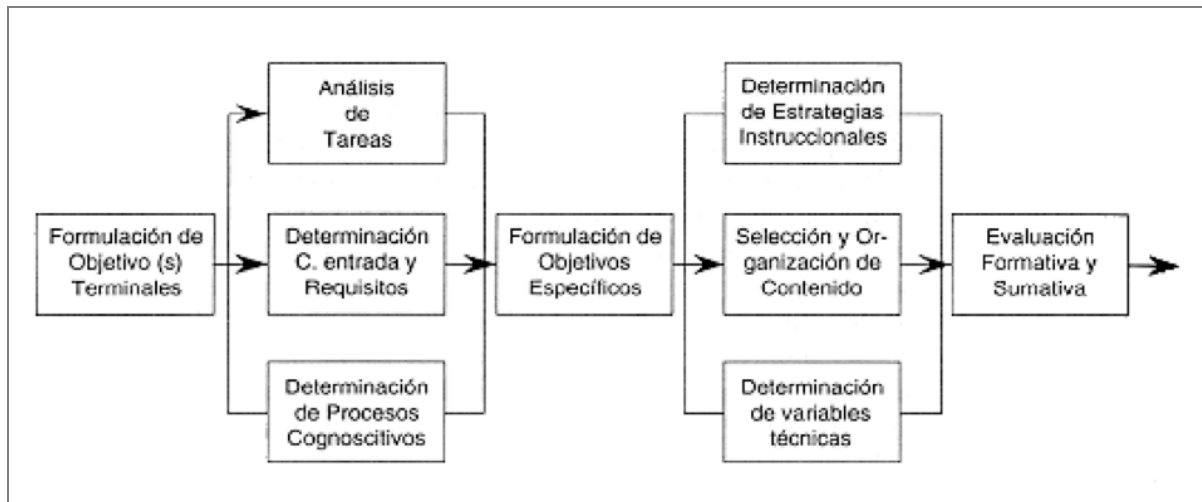 Análisis
de
Tareas
Determinación
de Estrategias
Instruccionales
Formulación de
Objetivo (s)
Terminales
Determinación
C. entrada y
Requisitos
Formulación de
Objetivos
Específicos
Selección y Or-
ganización de
Contenido
Evaluación
Formativa y
Sumativa
Determinación
de Procesos
Cognoscitivos
Determinación
de variables
técnicas